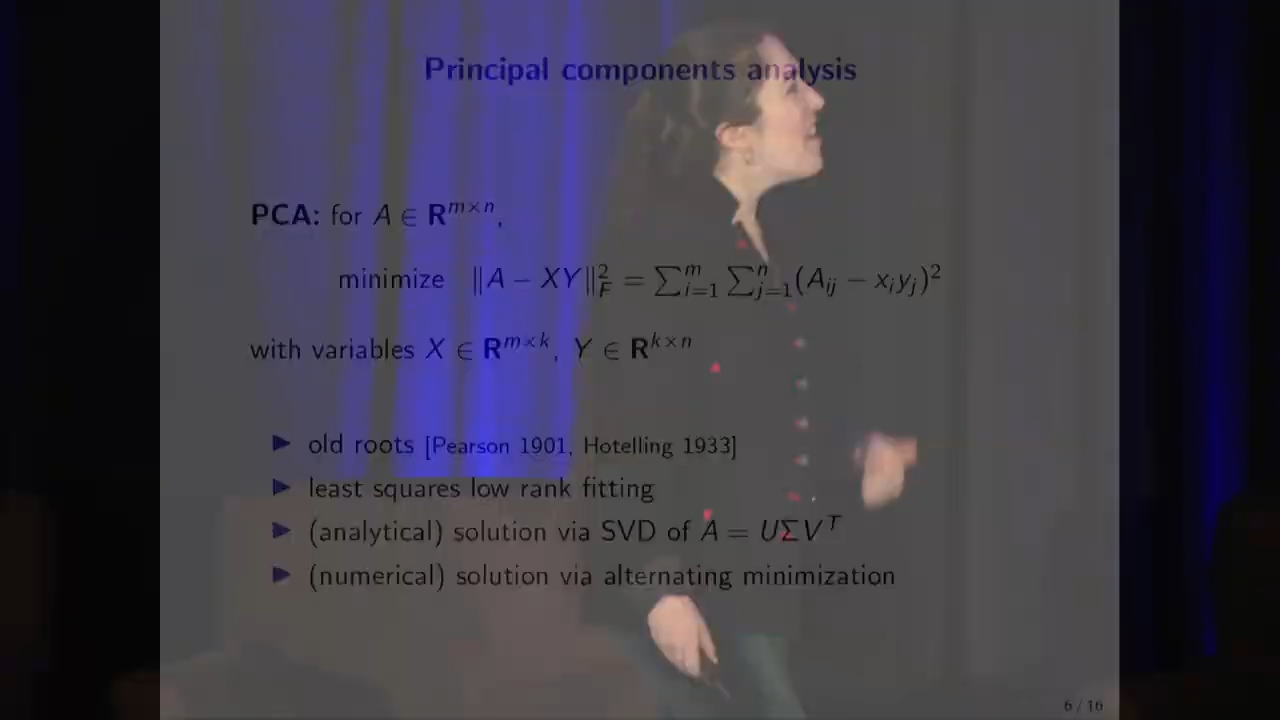 Principal components analysis
PCA: for A ∈ R^{m×n},
minimize ‖A − XY‖_F^2 = ∑_{i=1}^m ∑_{j=1}^n (A_{ij} − x_i y_j)^2
with variables X ∈ R^{m×k}, Y ∈ R^{k×n}
▶ old roots [Pearson 1901, Hotelling 1933]
▶ least squares low rank fitting
▶ (analytical) solution via SVD of A = UΣV^T
▶ (numerical) solution via alternating minimization
6 / 16